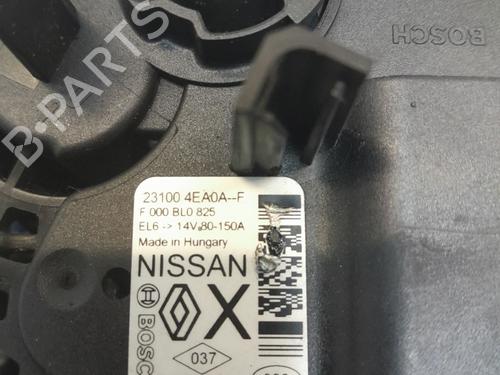 BOSCH
B-PARTS
23100 4EA0A--F
F 000 BL0 825
EL6 -> 14V 80-150A
Made in Hungary
NISSAN
X
BOSCH
037